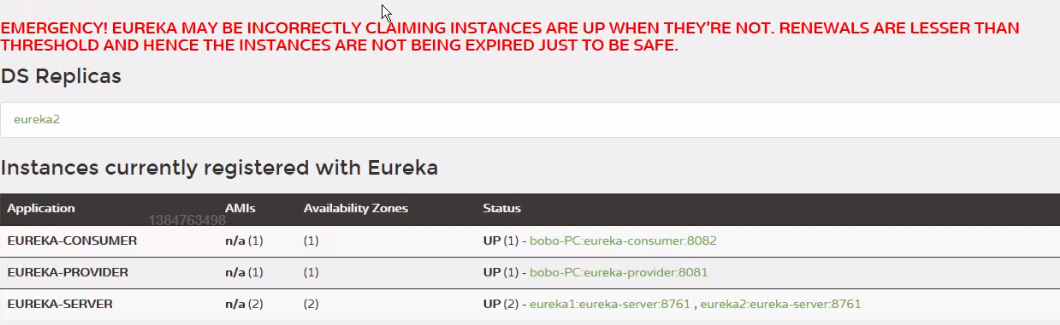 EMERGENCY! EUREKA MAY BE INCORRECTLY CLAIMING INSTANCES ARE UP WHEN THEY'RE NOT. RENEWALS ARE LESSER THAN
THRESHOLD AND HENCE THE INSTANCES ARE NOT BEING EXPIRED JUST TO BE SAFE.
DS Replicas
eureka2
Instances currently registered with Eureka
Application AMIs Availability Zones Status
1384763498
EUREKA-CONSUMER n/a (1) (1) UP (1) - bobo-PC:eureka-consumer:8082
EUREKA-PROVIDER n/a (1) (1) UP (1) - bobo-PC:eureka-provider:8081
EUREKA-SERVER n/a (2) (2) UP (2) - eureka1:eureka-server:8761 , eureka2:eureka-server:8761